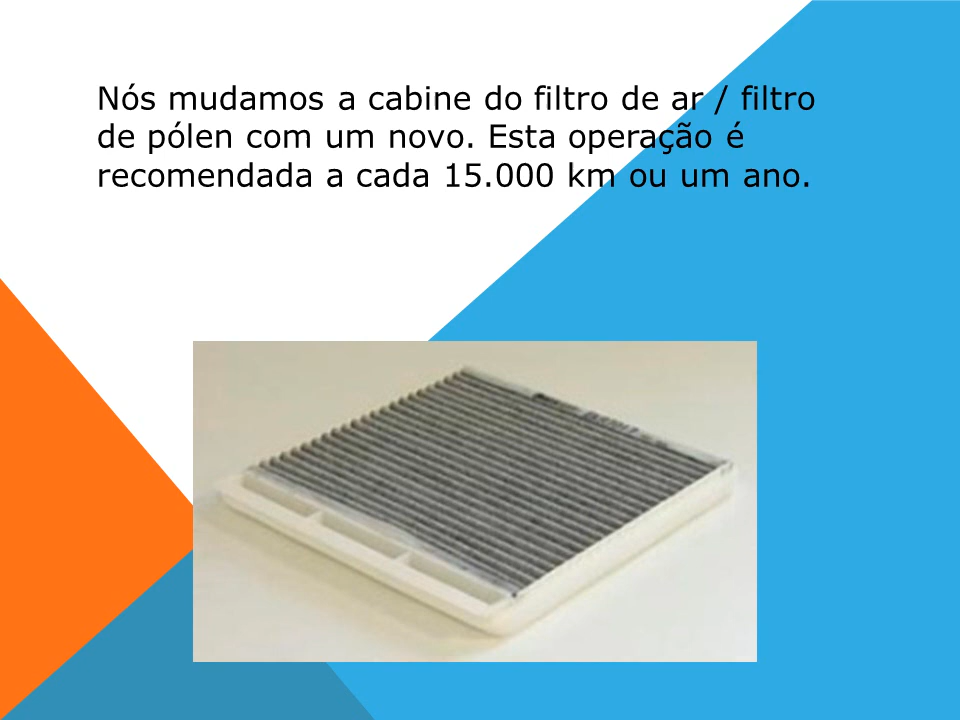 Nós mudamos a cabine do filtro de ar / filtro
de pólen com um novo. Esta operação é
recomendada a cada 15.000 km ou um ano.